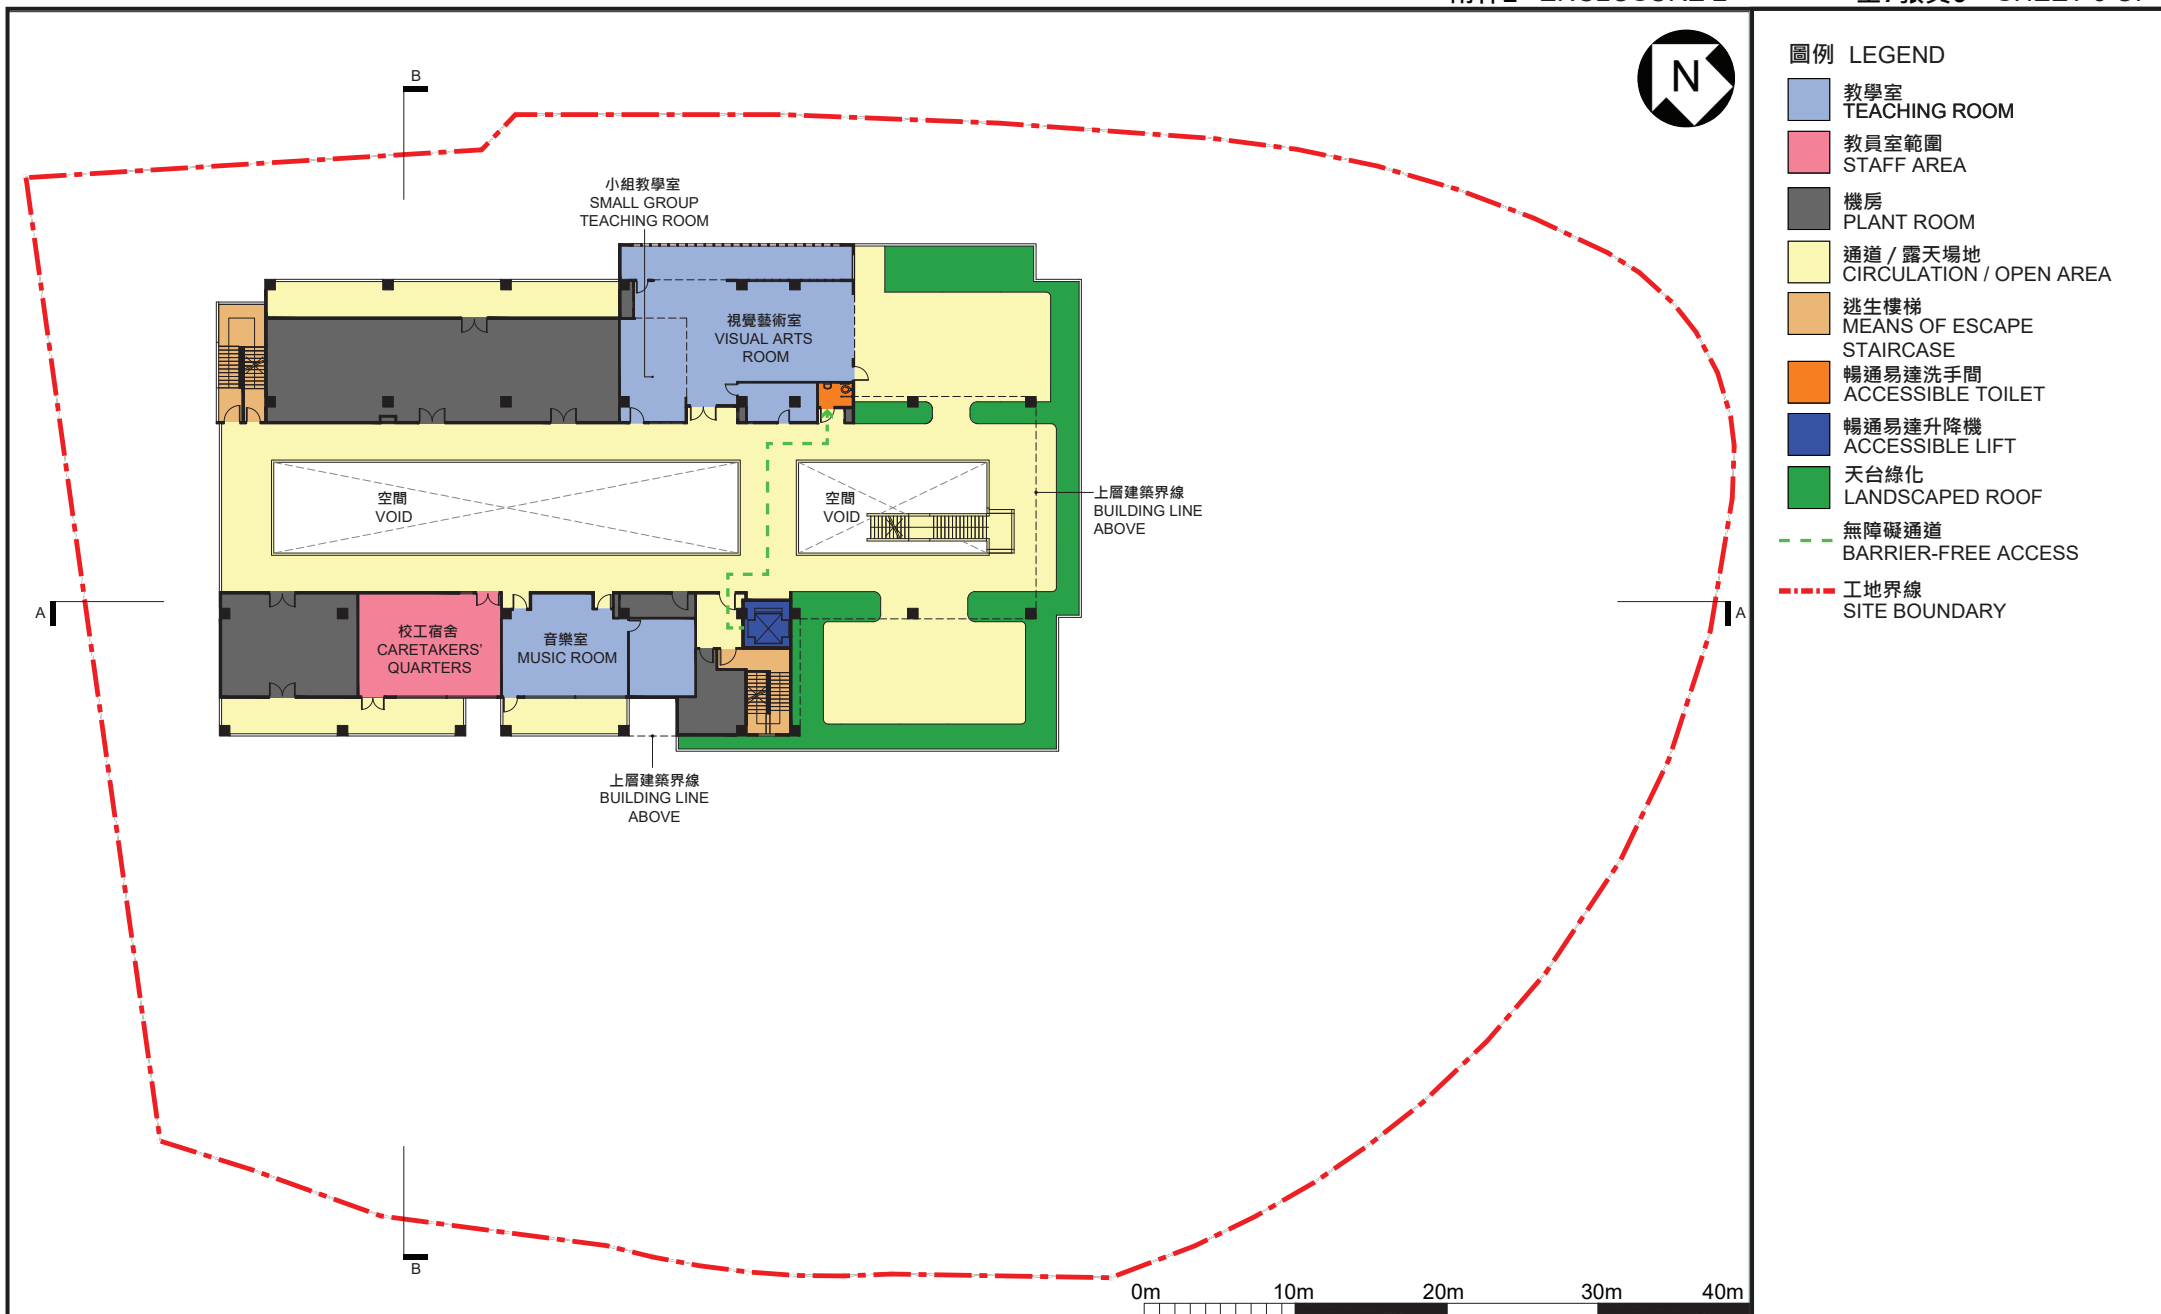 ENCLOSURE 2
N
圖例 LEGEND
教學室
TEACHING ROOM
教員室範圍
STAFF AREA
機房
PLANT ROOM
通道 / 露天場地
CIRCULATION / OPEN AREA
逃生樓梯
MEANS OF ESCAPE
STAIRCASE
暢通易達洗手間
ACCESSIBLE TOILET
暢通易達升降機
ACCESSIBLE LIFT
天台綠化
LANDSCAPED ROOF
無障礙通道
BARRIER-FREE ACCESS
工地界線
SITE BOUNDARY
B
小組教學室
SMALL GROUP
TEACHING ROOM
視覺藝術室
VISUAL ARTS
ROOM
空間
VOID
空間
VOID
上層建築界線
BUILDING LINE
ABOVE
A
A
校工宿舍
CARETAKERS'
QUARTERS
音樂室
MUSIC ROOM
上層建築界線
BUILDING LINE
ABOVE
B
0m 10m 20m 30m 40m